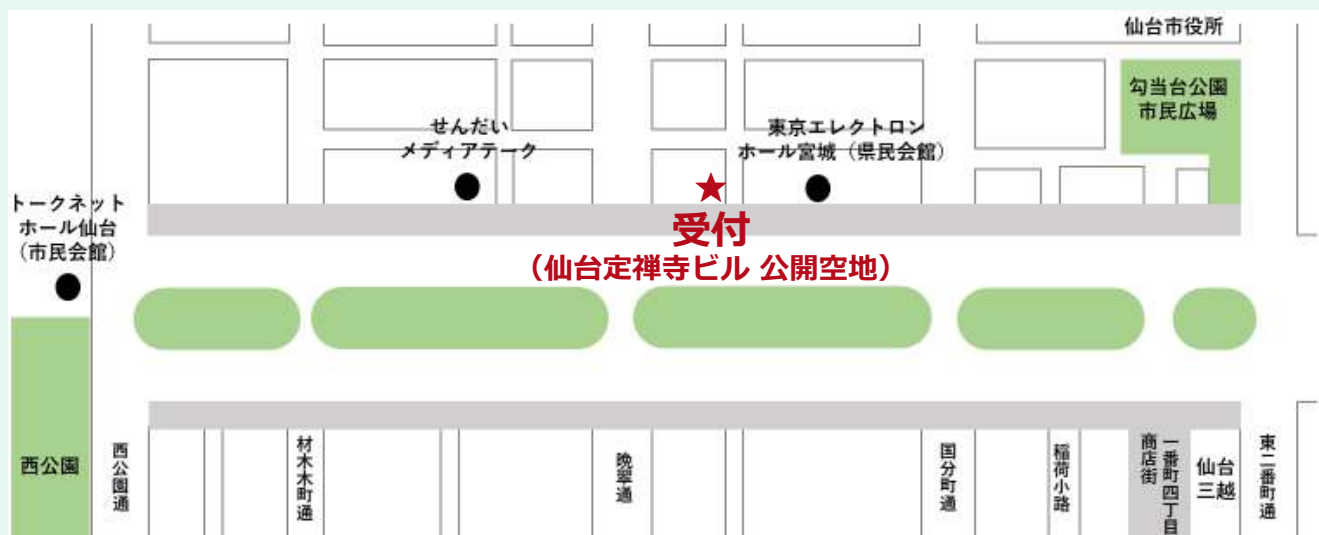 仙台市役所
勾当台公園
市民広場
せんだい
メディアテーク
東京エレクトロン
ホール宮城（県民会館）
トークネット
ホール仙台
（市民会館）
受付
（仙台定禅寺ビル 公開空地）
西公園
西公園通
材木木町通
晩翠通
国分町通
稲荷小路
一番町四丁目
商店街
仙台
三越
東二番町通